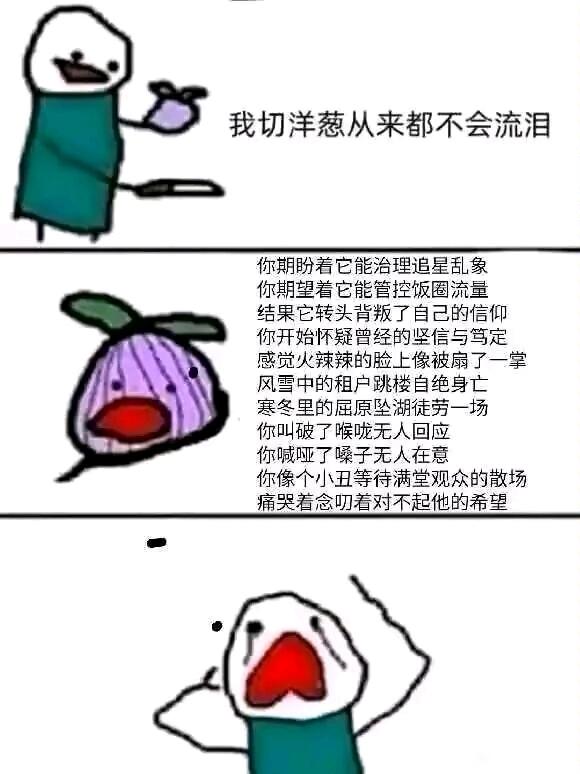 我切洋葱从来都不会流泪
你期盼着它能治理追星乱象
你期望着它能管控饭圈流量
结果它转头背叛了自己的信仰
你开始怀疑曾经的坚信与笃定
感觉火辣辣的脸上像被扇了一掌
风雪中的租户跳楼自绝身亡
寒冬里的屈原坠湖徒劳一场
你叫破了喉咙无人回应
你喊哑了嗓子无人在意
你像个小丑等待满堂观众的散场
痛哭着念叨着对不起他的希望